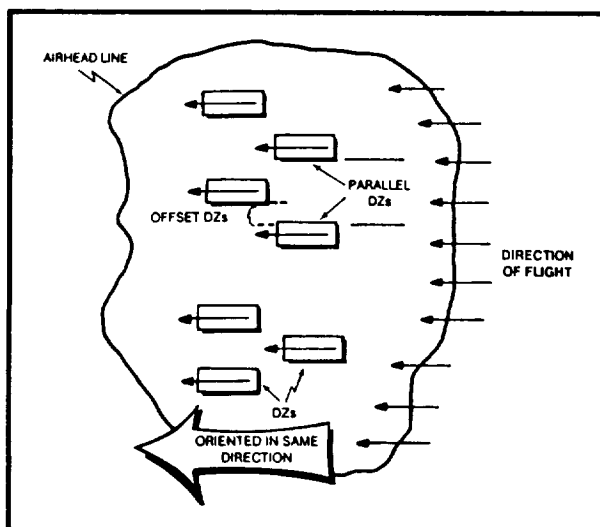 AIRHEAD LINE
PARALLEL
DZs
OFFSET DZs
DIRECTION
OF FLIGHT
DZs
ORIENTED IN SAME
DIRECTION